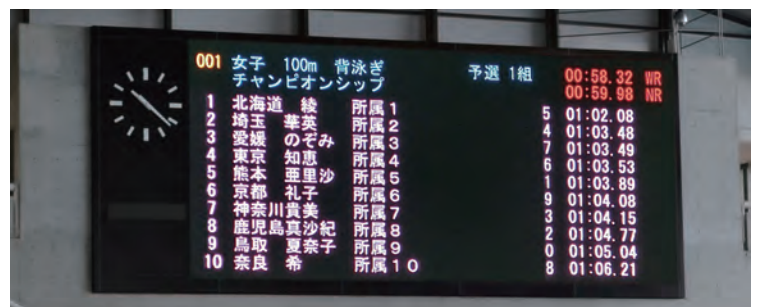 001 女子 100m 背泳ぎ 予選 1組 00:58.32 WR
チャンピオンシップ 00:59.98 NR
1 北海道 綾 所属1 5 01:02.08
2 埼玉 華英 所属2 4 01:03.48
3 愛媛 のぞみ 所属3 7 01:03.49
4 東京 知恵 所属4 6 01:03.53
5 熊本 亜里沙 所属5 1 01:03.89
6 京都 礼子 所属6 9 01:04.08
7 神奈川貴美 所属7 3 01:04.15
8 鹿児島真沙紀 所属8 2 01:04.77
9 鳥取 夏奈子 所属9 0 01:05.04
10 奈良 希 所属10 8 01:06.21